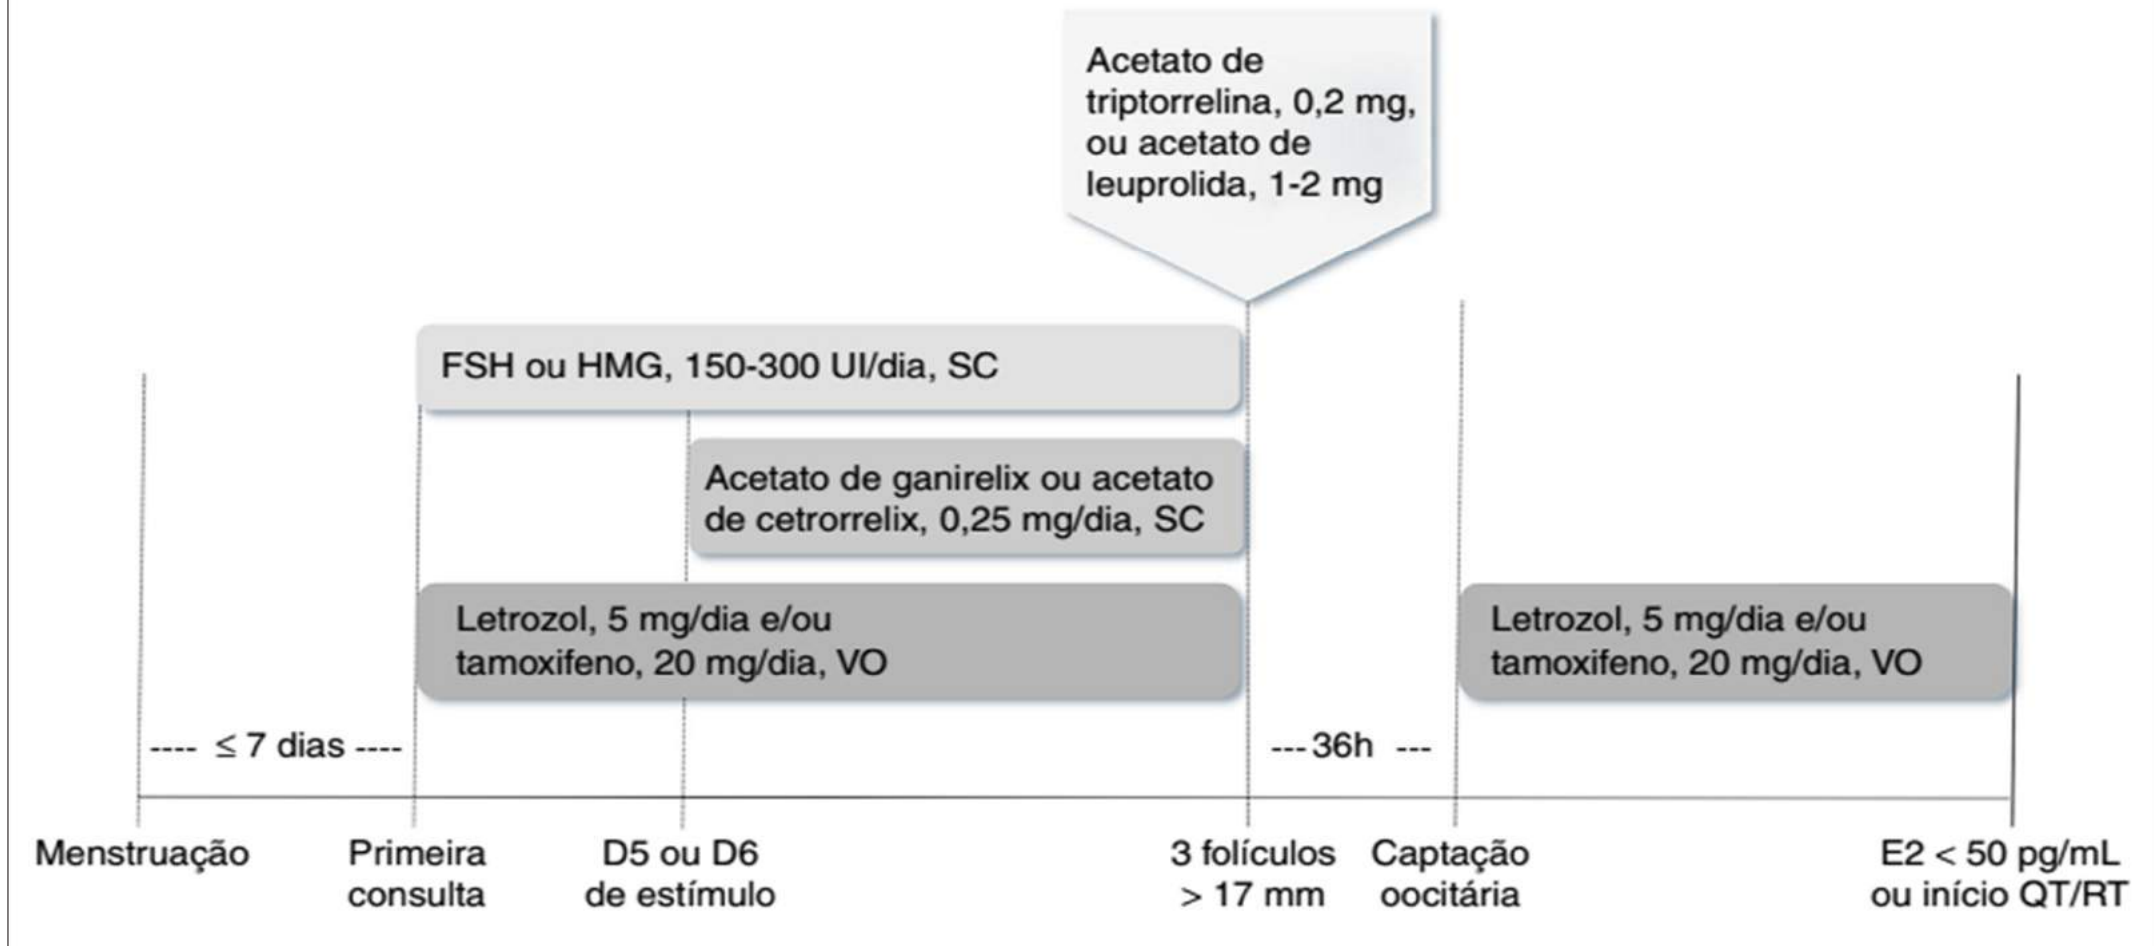 Acetato de
triptorrelina, 0,2 mg,
ou acetato de
leuprolida, 1-2 mg
FSH ou HMG, 150-300 UI/dia, SC
Acetato de ganirelix ou acetato
de cetrorrelix, 0,25 mg/dia, SC
Letrozol, 5 mg/dia e/ou
tamoxifeno, 20 mg/dia, VO
Letrozol, 5 mg/dia e/ou
tamoxifeno, 20 mg/dia, VO
---- ≤ 7 dias ----
--- 36h ---
Menstruação
Primeira
consulta
D5 ou D6
de estímulo
3 folículos
> 17 mm
Captação
oocitária
E2 < 50 pg/mL
ou início QT/RT